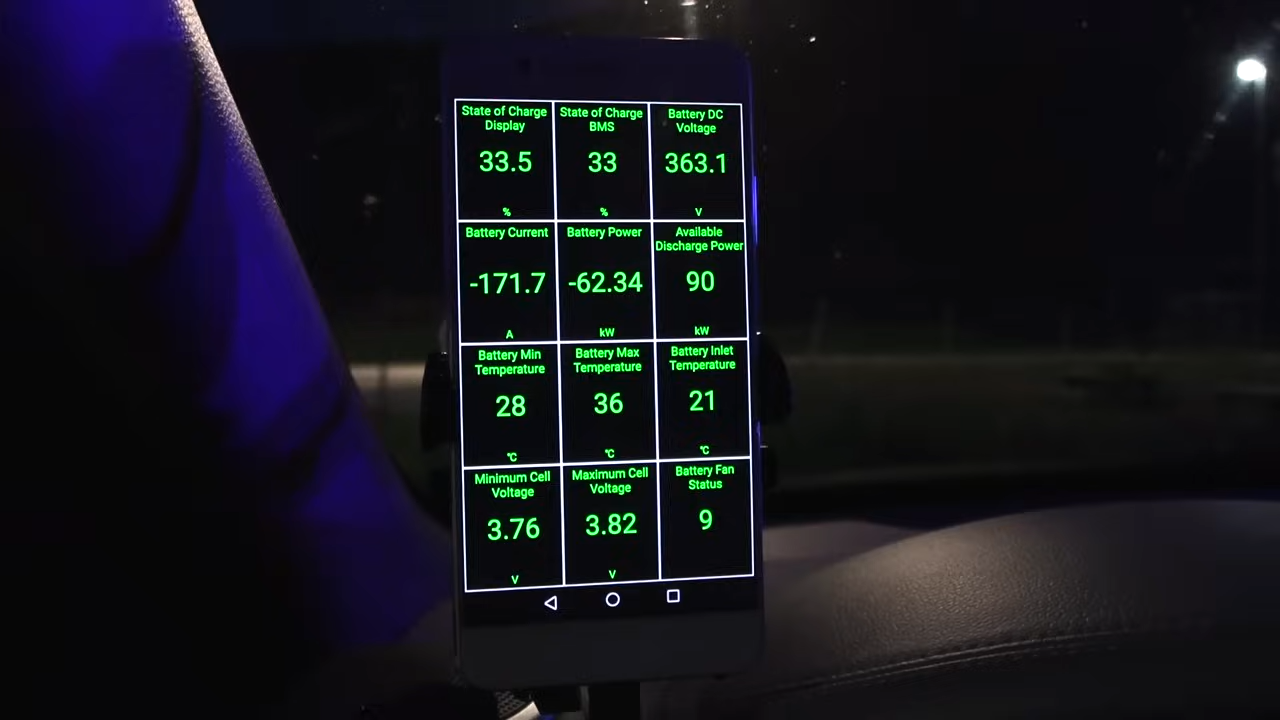 State of Charge
Display
33.5
%
State of Charge
BMS
33
%
Battery DC
Voltage
363.1
V
Battery Current
-171.7
A
Battery Power
-62.34
kW
Available
Discharge Power
90
kW
Battery Min
Temperature
28
°C
Battery Max
Temperature
36
°C
Battery Inlet
Temperature
21
°C
Minimum Cell
Voltage
3.76
V
Maximum Cell
Voltage
3.82
V
Battery Fan
Status
9